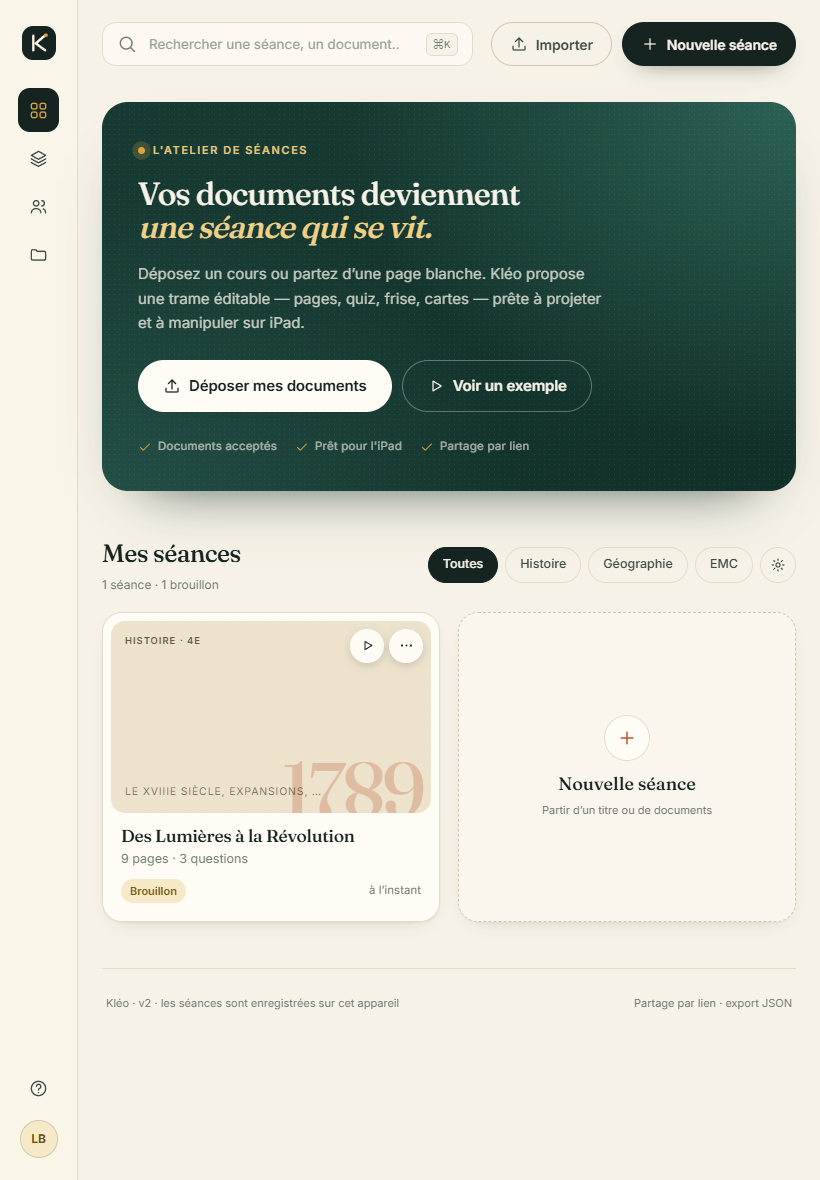 K
Rechercher une séance, un document..
⌘K
Importer
Nouvelle séance
L'ATELIER DE SÉANCES
Vos documents deviennent
une séance qui se vit.
Déposez un cours ou partez d'une page blanche. Kléo propose
une trame éditable — pages, quiz, frise, cartes — prête à projeter
et à manipuler sur iPad.
Déposer mes documents
Voir un exemple
Documents acceptés
Prêt pour l'iPad
Partage par lien
Mes séances
1 séance · 1 brouillon
Toutes
Histoire
Géographie
EMC
HISTOIRE · 4E
1789
LE XVIIIE SIÈCLE, EXPANSIONS, ...
Des Lumières à la Révolution
9 pages · 3 questions
Brouillon
à l'instant
Nouvelle séance
Partir d'un titre ou de documents
Kléo · v2 · les séances sont enregistrées sur cet appareil
Partage par lien · export JSON
LB